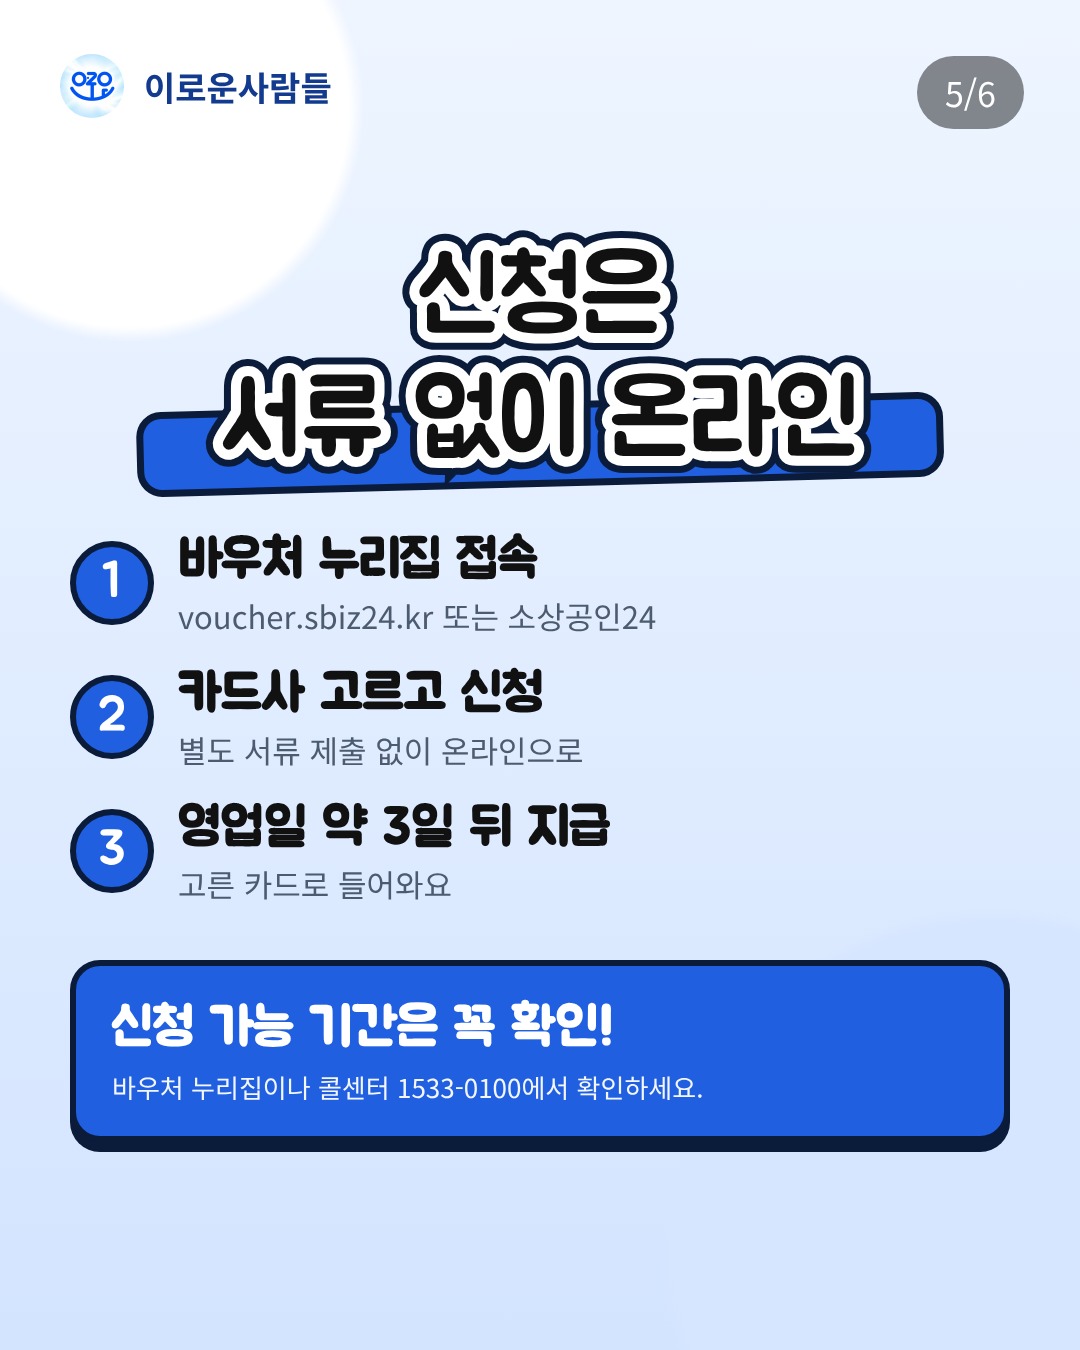 이로운사람들
5/6
신청은
서류 없이 온라인
1
바우처 누리집 접속
voucher.sbiz24.kr 또는 소상공인24
2
카드사 고르고 신청
별도 서류 제출 없이 온라인으로
3
영업일 약 3일 뒤 지급
고른 카드로 들어와요
신청 가능 기간은 꼭 확인!
바우처 누리집이나 콜센터 1533-0100에서 확인하세요.